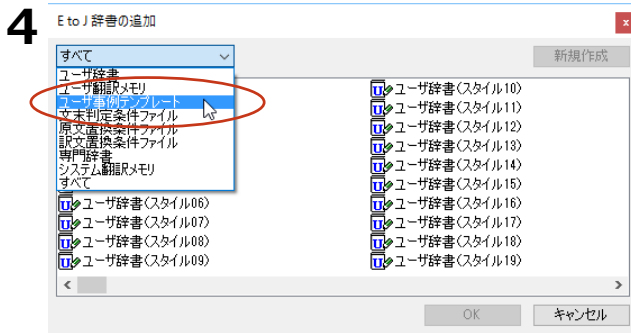 4
E to J 辞書の追加
x
すべて
新規作成
ユーザ辞書
ユーザ翻訳メモリ
ユーザ事例テンプレート
文末判定条件ファイル
原文置換条件ファイル
訳文置換条件ファイル
専門辞書
システム翻訳メモリ
すべて
ユーザ辞書(スタイル06)
ユーザ辞書(スタイル07)
ユーザ辞書(スタイル08)
ユーザ辞書(スタイル09)
ユーザ辞書(スタイル10)
ユーザ辞書(スタイル11)
ユーザ辞書(スタイル12)
ユーザ辞書(スタイル13)
ユーザ辞書(スタイル14)
ユーザ辞書(スタイル15)
ユーザ辞書(スタイル16)
ユーザ辞書(スタイル17)
ユーザ辞書(スタイル18)
ユーザ辞書(スタイル19)
OK
キャンセル